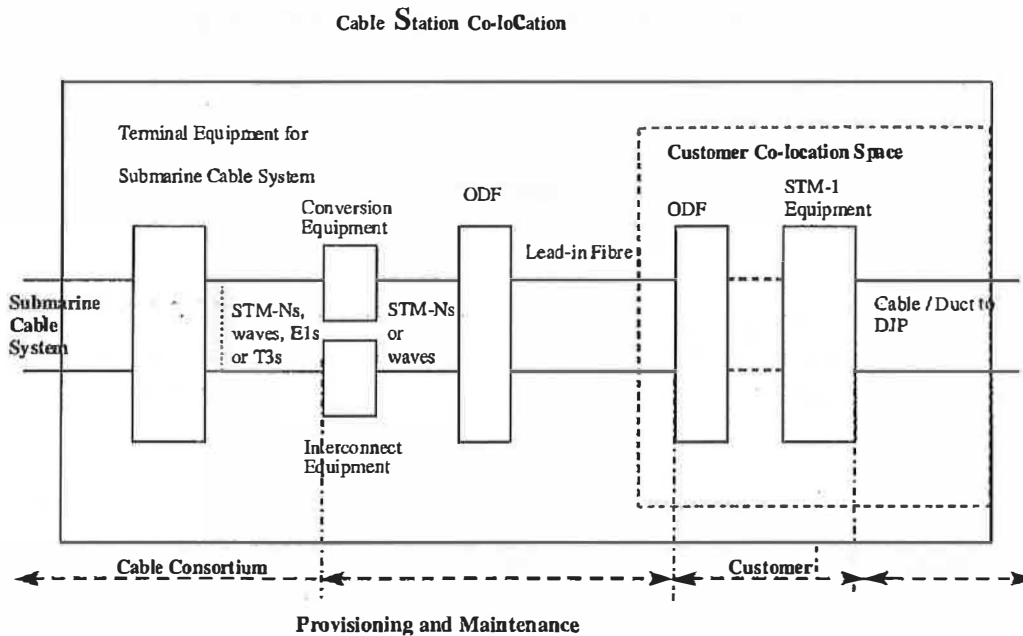 Cable Station Co-location
Terminal Equipment for
Submarine Cable System
Customer Co-location Space
ODF
STM-1
Equipment
Conversion
Equipment
ODF
Lead-in Fibre
Submarine
Cable
System
STM-Ns,
waves, E1s
or T3s
STM-Ns
or
waves
Cable / Duct to
DJP
Interconnect
Equipment
Cable Consortium
Customer
Provisioning and Maintenance